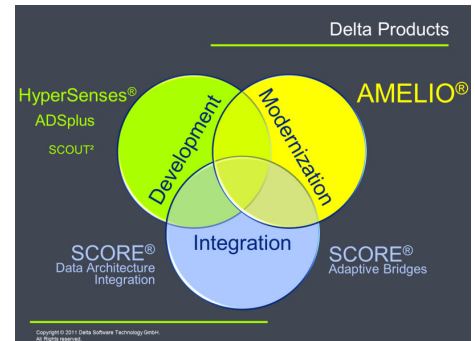 Delta Products
HyperSenses®
ADSplus
SCOUT²
AMELIO®
Development
Modernization
Integration
SCORE®
Data Architecture
Integration
SCORE®
Adaptive Bridges
Copyright © 2011 Delta Software Technology GmbH.
All Rights reserved.